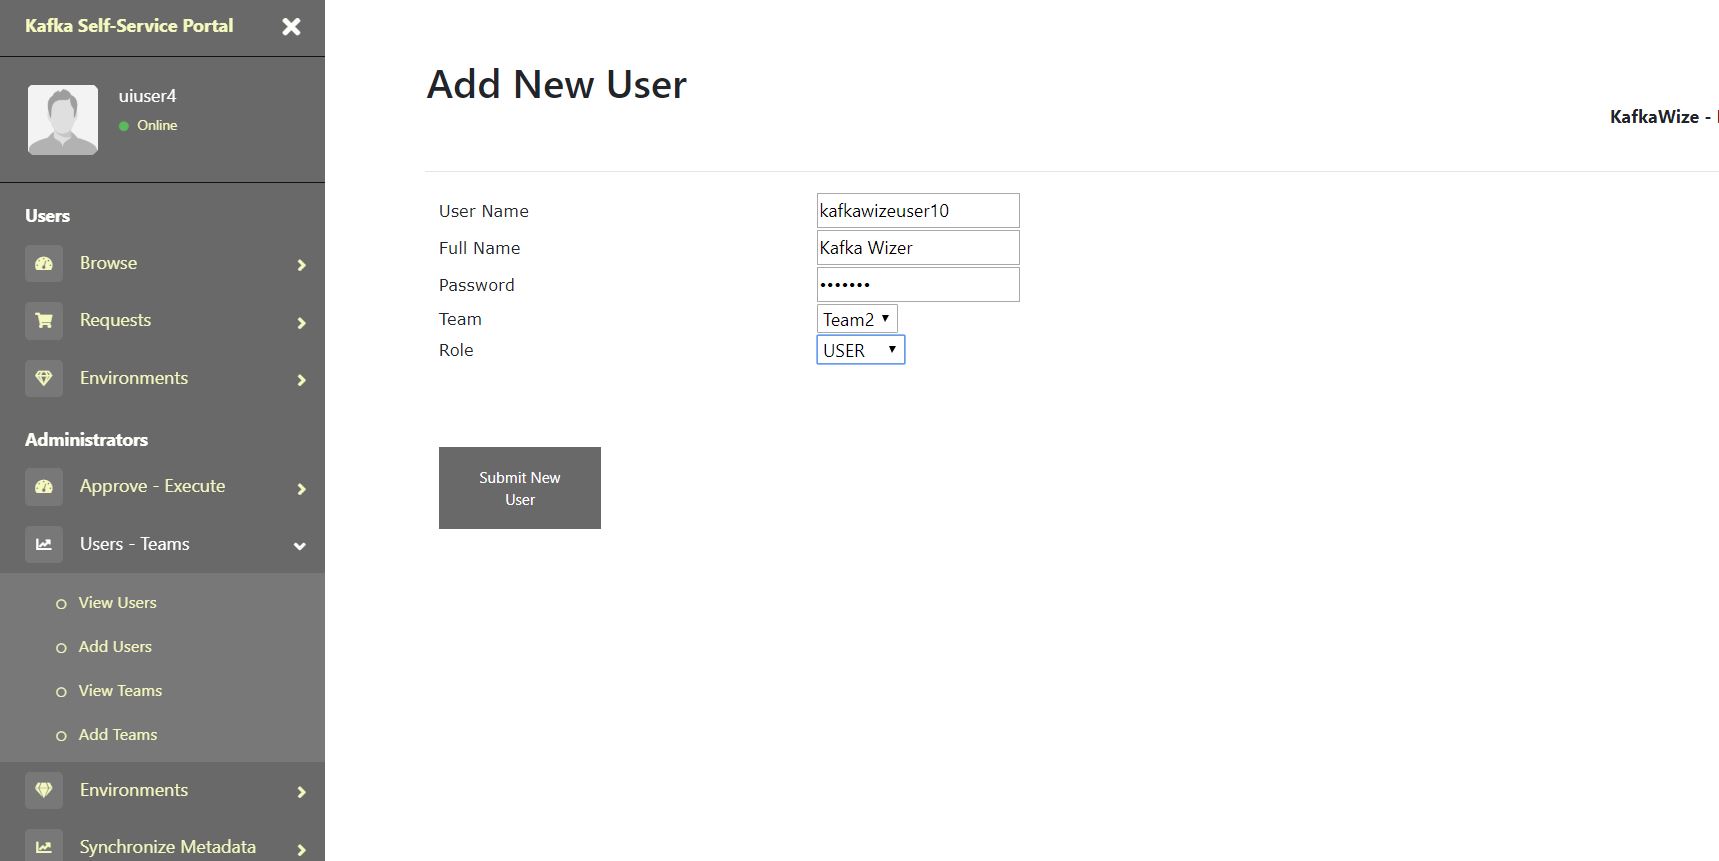 Kafka Self-Service Portal
uiuser4
Online
Users
Browse
Requests
Environments
Administrators
Approve - Execute
Users - Teams
View Users
Add Users
View Teams
Add Teams
Environments
Synchronize Metadata
Add New User
KafkaWize -
User Name kafkawizeuser10
Full Name Kafka Wizer
Password •••••••
Team Team2
Role USER
Submit New
User